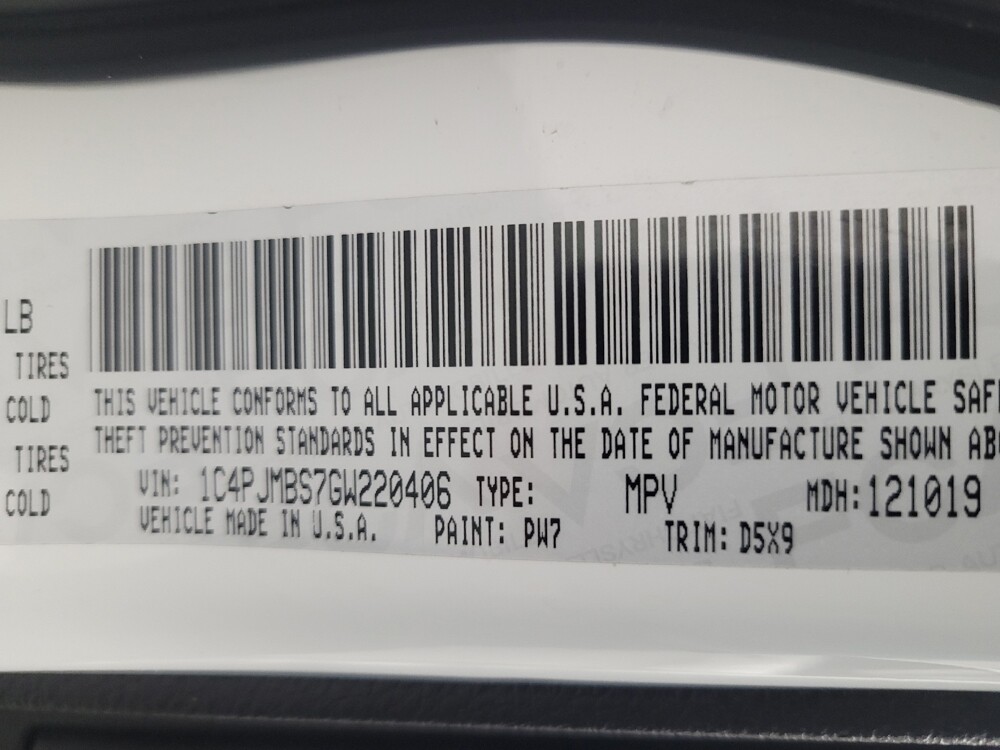 LB
TIRES
COLD
TIRES
COLD
THIS VEHICLE CONFORMS TO ALL APPLICABLE U.S.A. FEDERAL MOTOR VEHICLE SAF
THEFT PREVENTION STANDARDS IN EFFECT ON THE DATE OF MANUFACTURE SHOWN AB
VIN: 1C4PJMBS7GW220406 TYPE: MPV MDH:121019
VEHICLE MADE IN U.S.A. PAINT: PW7 TRIM: D5X9